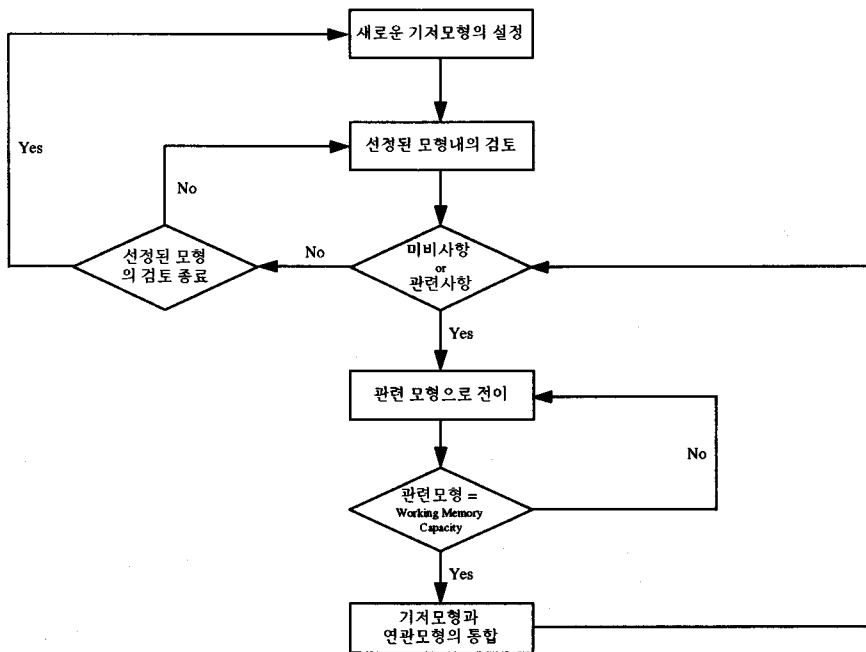 새로운 기저모형의 설정
선정된 모형내의 검토
Yes
No
선정된 모형
의 검토 종료
No
미비사항
or
관련사항
Yes
관련 모형으로 전이
No
관련모형 =
Working Memory
Capacity
Yes
기저모형과
연관모형의 통합